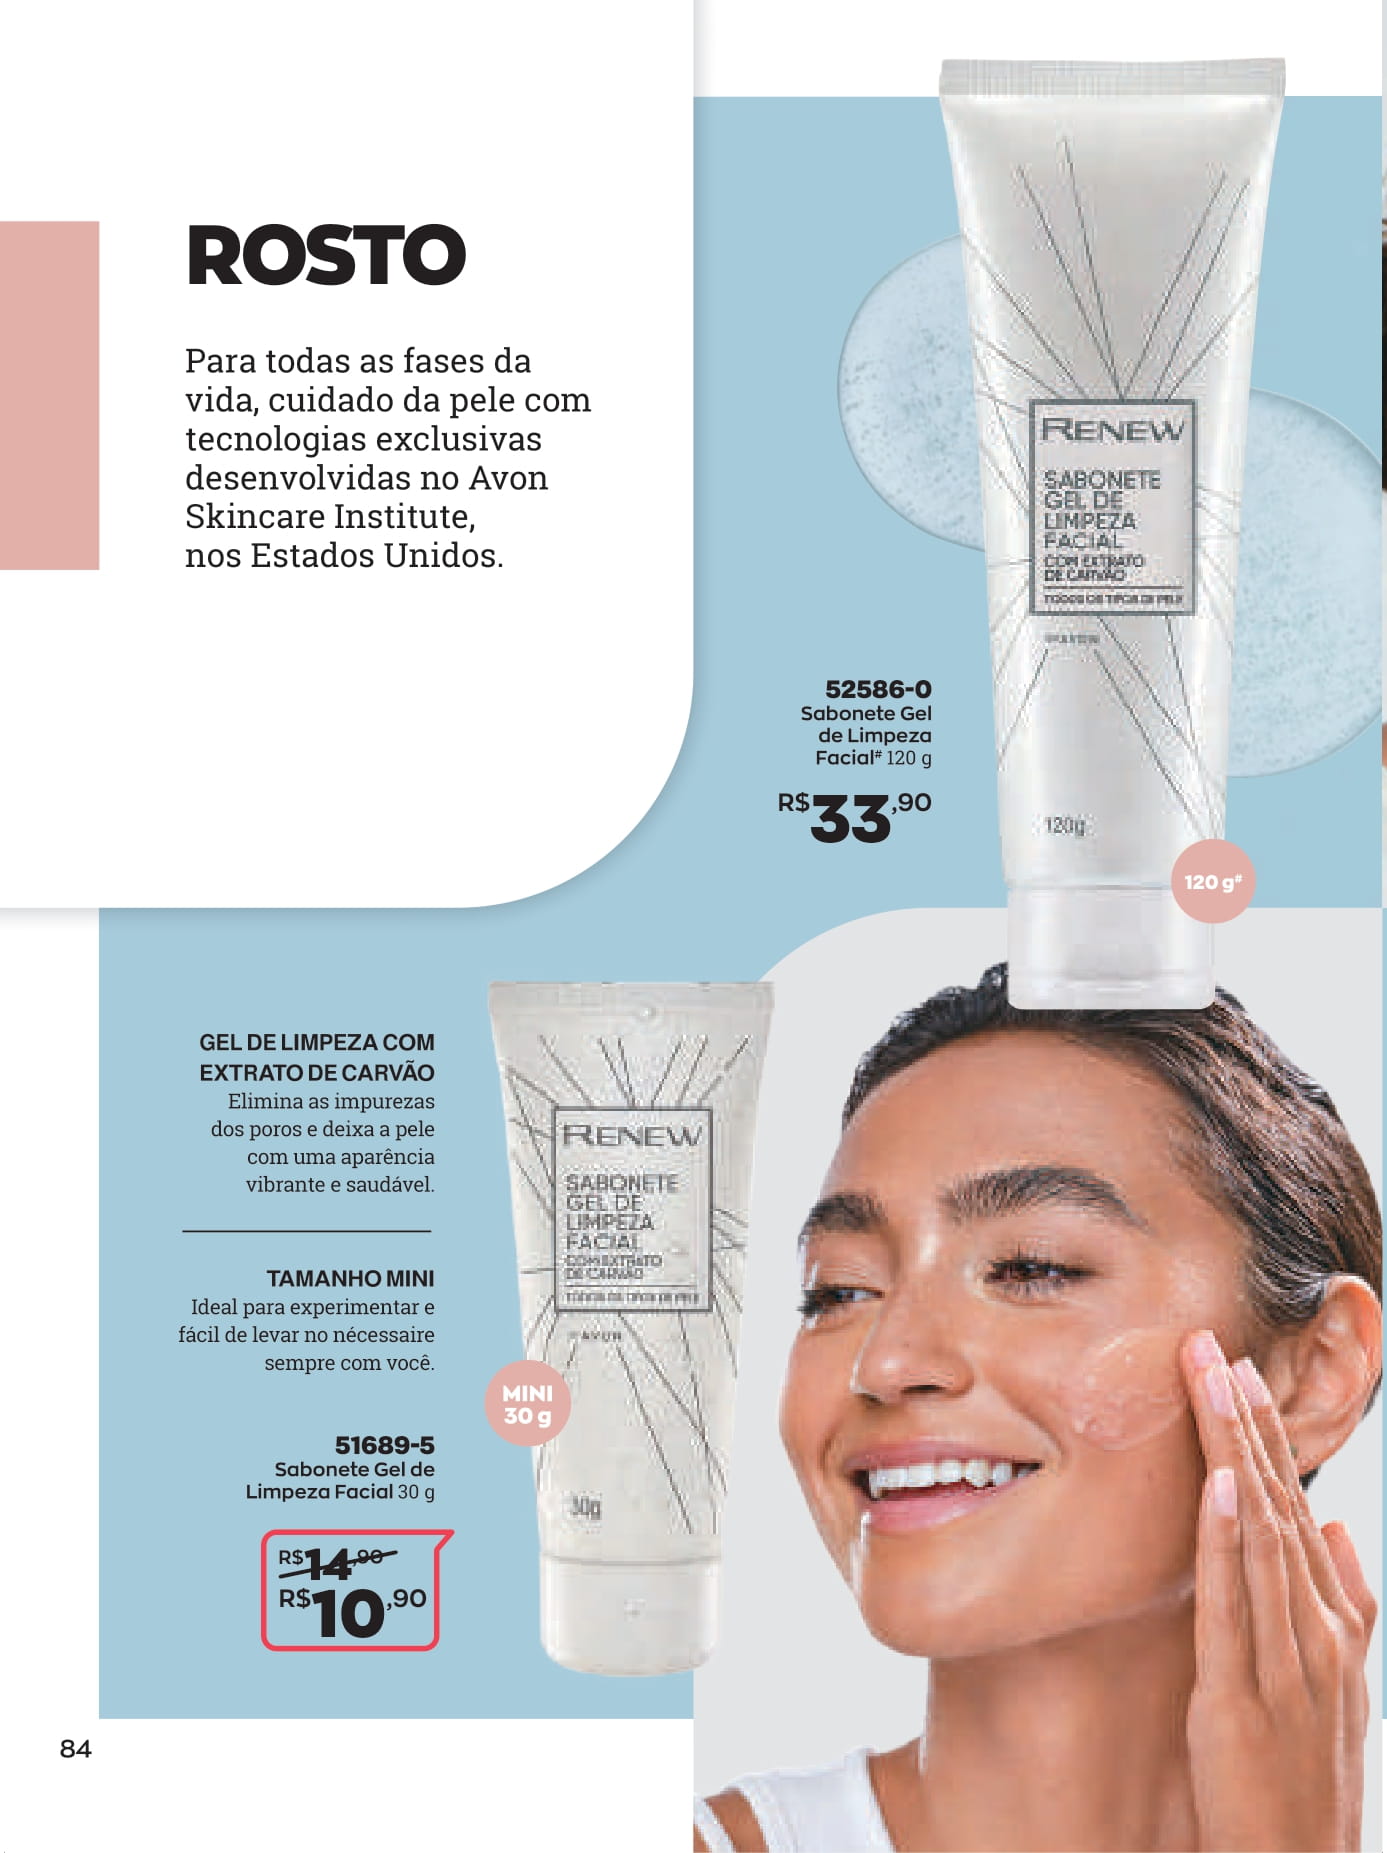 ROSTO
Para todas as fases da
vida, cuidado da pele com
tecnologias exclusivas
desenvolvidas no Avon
Skincare Institute,
nos Estados Unidos.
RENEW
SABONETE
GEL DE
LIMPEZA
FACIAL
COM EXTRATO
DE CARVÃO
TODOS OS TIPOS DE PELE
AVON
120g
120 g#
52586-0
Sabonete Gel
de Limpeza
Facial# 120 g
R$33,90
GEL DE LIMPEZA COM
EXTRATO DE CARVÃO
Elimina as impurezas
dos poros e deixa a pele
com uma aparência
vibrante e saudável.
TAMANHO MINI
Ideal para experimentar e
fácil de levar no nécessaire
sempre com você.
51689-5
Sabonete Gel de
Limpeza Facial 30 g
R$14,90
R$10,90
RENEW
SABONETE
GEL DE
LIMPEZA
FACIAL
COM EXTRATO
DE CARVÃO
TODOS OS TIPOS DE PELE
AVON
MINI
30 g
30g
84